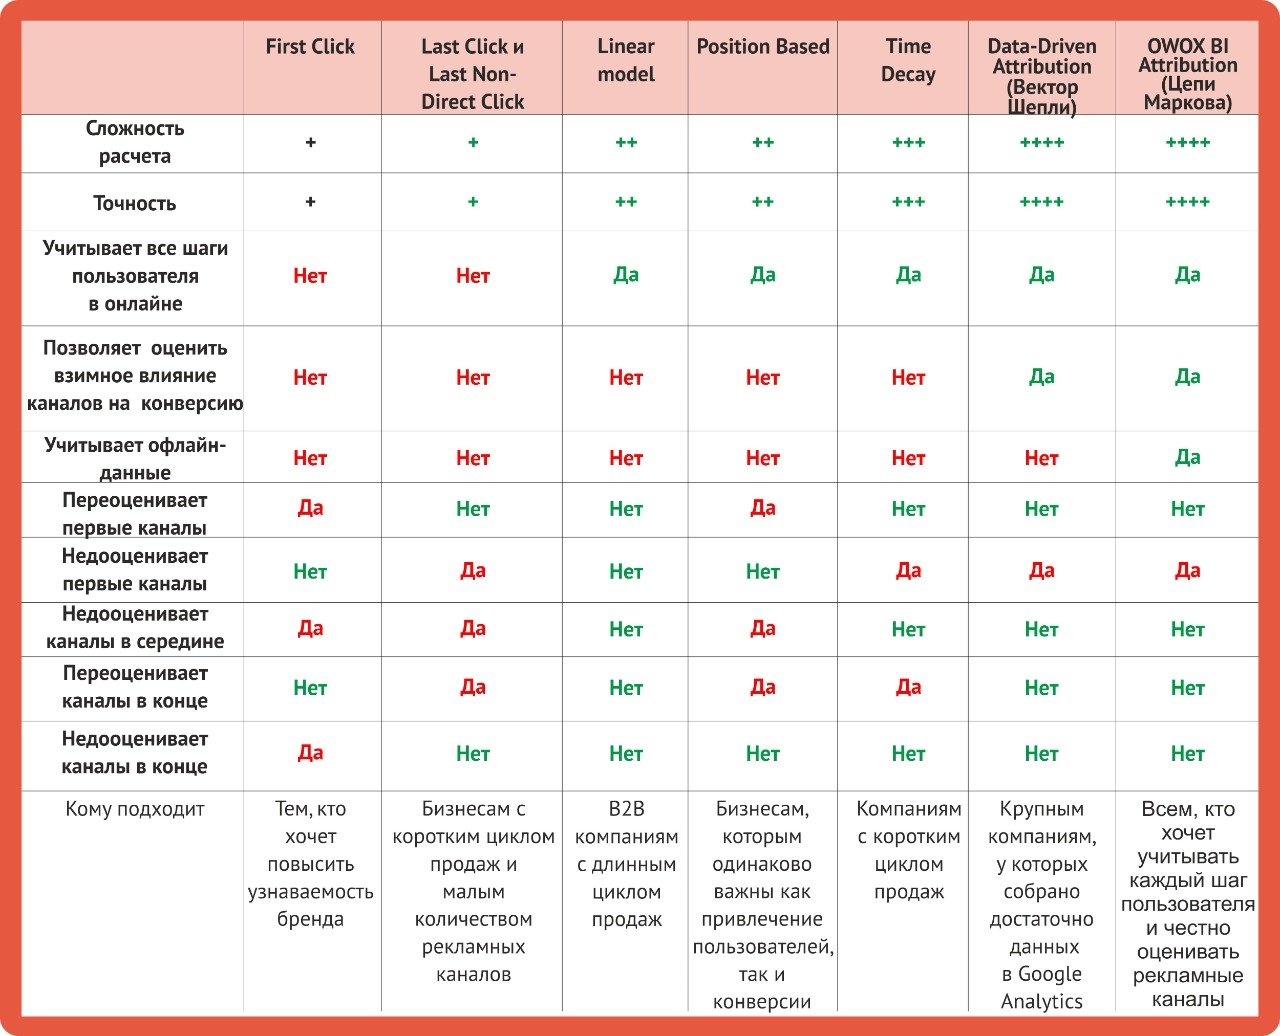 First Click
Last Click и
Last Non-
Direct Click
Linear
model
Position Based
Time
Decay
Data-Driven
Attribution
(Вектор
Шепли)
OWOX BI
Attribution
(Цепи
Маркова)
Сложность
расчета
+ + ++ ++ +++ ++++ ++++
Точность
+ + ++ ++ +++ ++++ ++++
Учитывает все шаги
пользователя
в онлайне
Нет Нет Да Да Да Да Да
Позволяет оценить
взимное влияние
каналов на конверсию
Нет Нет Нет Нет Нет Да Да
Учитывает офлайн-
данные
Нет Нет Нет Нет Нет Нет Да
Переоценивает
первые каналы
Да Нет Нет Да Нет Нет Нет
Недооценивает
первые каналы
Нет Да Нет Нет Да Да Да
Недооценивает
каналы в середине
Да Да Нет Да Нет Нет Нет
Переоценивает
каналы в конце
Нет Да Нет Да Да Нет Нет
Недооценивает
каналы в конце
Да Нет Нет Нет Нет Нет Нет
Кому подходит
Тем, кто
хочет
повысить
узнаваемость
бренда
Бизнесам с
коротким циклом
продаж и
малым
количеством
рекламных
каналов
B2B
компаниям
с длинным
циклом
продаж
Бизнесам,
которым
одинаково
важны как
привлечение
пользователей,
так и
конверсии
Компаниям
с коротким
циклом
продаж
Крупным
компаниям,
у которых
собрано
достаточно
данных
в Google
Analytics
Всем, кто
хочет
учитывать
каждый шаг
пользователя
и честно
оценивать
рекламные
каналы